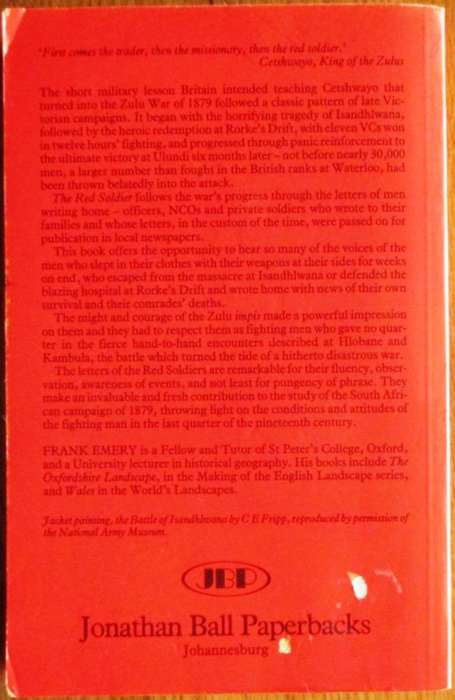 'First comes the trader, then the missionary, then the red soldier.'
Cetshwayo, King of the Zulus
The short military lesson Britain intended teaching Cetshwayo that
turned into the Zulu War of 1879 followed a classic pattern of late Vic-
torian campaigns. It began with the horrifying tragedy of Isandhlwana,
followed by the heroic redemption at Rorke's Drift, with eleven VCs won
in twelve hours' fighting, and progressed through panic reinforcement to
the ultimate victory at Ulundi six months later – not before nearly 30,000
men, a larger number than fought in the British ranks at Waterloo, had
been thrown belatedly into the attack.
The Red Soldier follows the war's progress through the letters of men
writing home – officers, NCOs and private soldiers who wrote to their
families and whose letters, in the custom of the time, were passed on for
publication in local newspapers.
This book offers the opportunity to hear so many of the voices of the
men who slept in their clothes with their weapons at their sides for weeks
on end, who escaped from the massacre at Isandhlwana or defended the
blazing hospital at Rorke's Drift and wrote home with news of their own
survival and their comrades' deaths.
The might and courage of the Zulu impis made a powerful impression
on them and they had to respect them as fighting men who gave no quar-
ter in the fierce hand-to-hand encounters described at Hlobane and
Kambula, the battle which turned the tide of a hitherto disastrous war.
The letters of the Red Soldiers are remarkable for their fluency, obser-
vation, awareness of events, and not least for pungency of phrase. They
make an invaluable and fresh contribution to the study of the South Afri-
can campaign of 1879, throwing light on the conditions and attitudes of
the fighting man in the last quarter of the nineteenth century.
FRANK EMERY is a Fellow and Tutor of St Peter's College, Oxford,
and a University lecturer in historical geography. His books include The
Oxfordshire Landscape, in the Making of the English Landscape series,
and Wales in the World's Landscapes.
Jacket painting, the Battle of Isandhlwana by C E Fripp, reproduced by permission of
the National Army Museum.
JBP
Jonathan Ball Paperbacks
Johannesburg